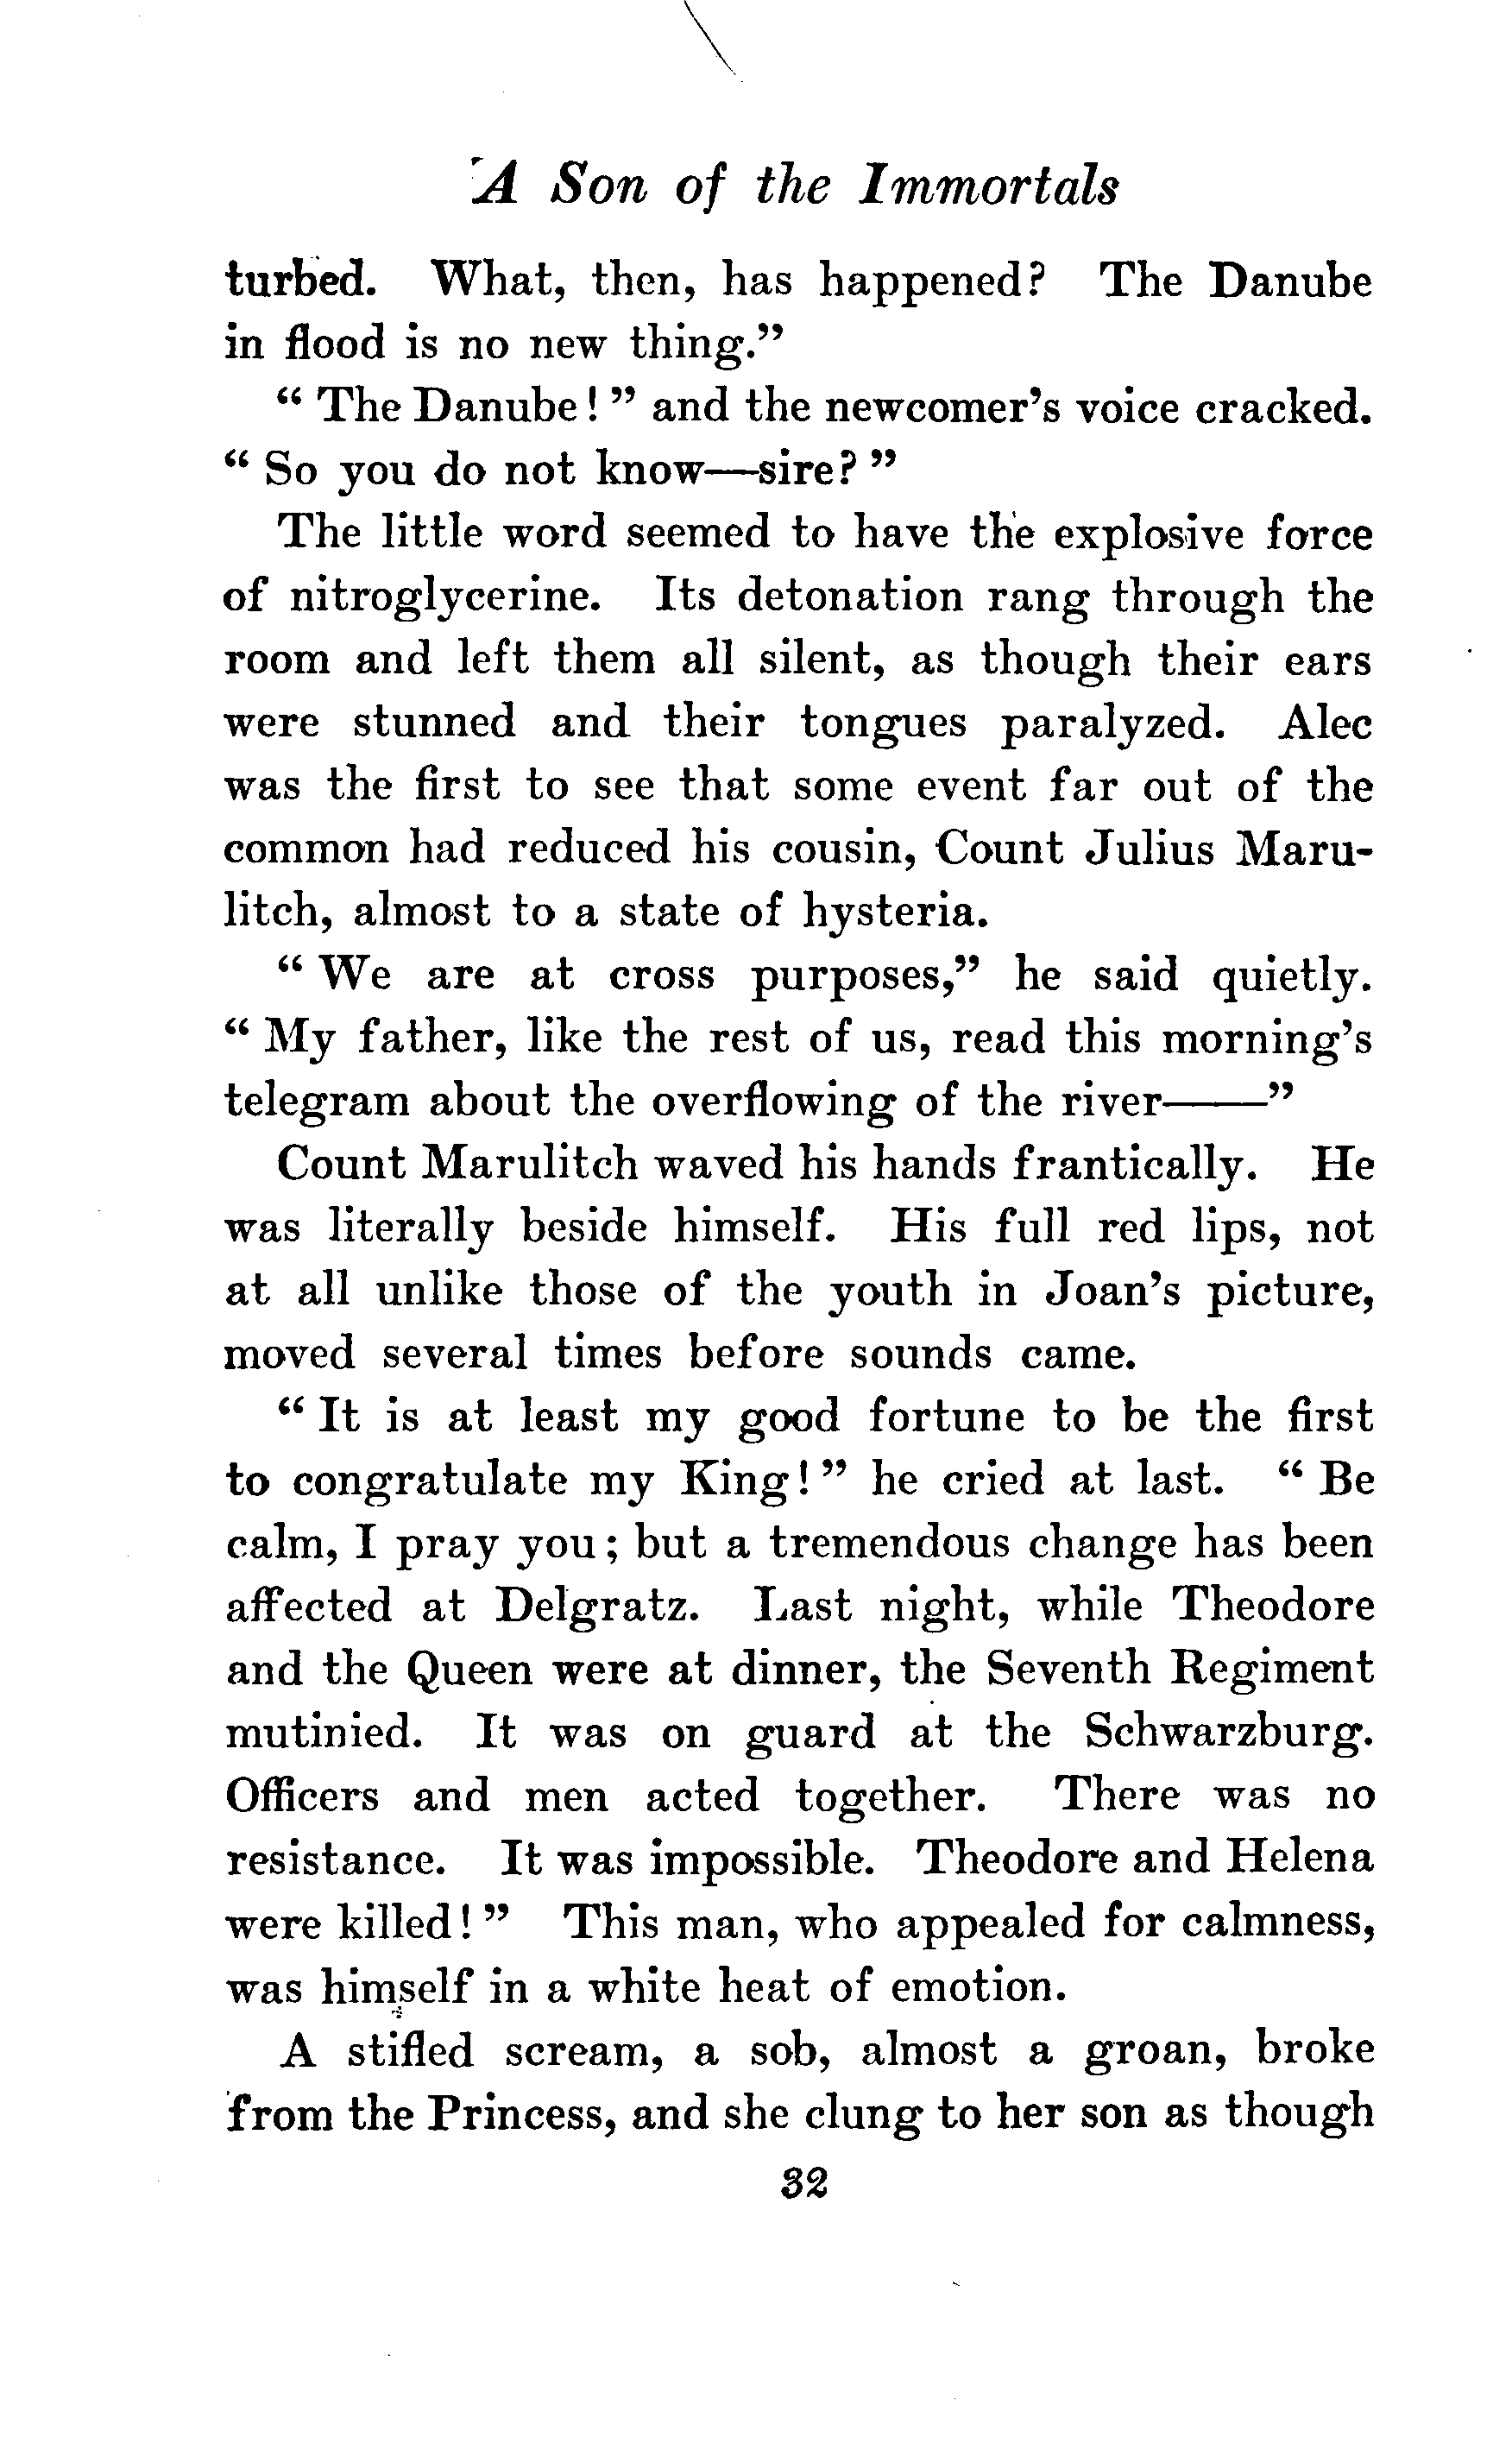 A Son of the Immortals
turbed. What, then, has happened? The Danube
in flood is no new thing."
" The Danube! " and the newcomer's voice cracked.
" So you do not know—sire? "
The little word seemed to have the explosive force
of nitroglycerine. Its detonation rang through the
room and left them all silent, as though their ears
were stunned and their tongues paralyzed. Alec
was the first to see that some event far out of the
common had reduced his cousin, Count Julius Maru-
litch, almost to a state of hysteria.
" We are at cross purposes," he said quietly.
" My father, like the rest of us, read this morning's
telegram about the overflowing of the river——"
Count Marulitch waved his hands frantically. He
was literally beside himself. His full red lips, not
at all unlike those of the youth in Joan's picture,
moved several times before sounds came.
" It is at least my good fortune to be the first
to congratulate my King! " he cried at last. " Be
calm, I pray you; but a tremendous change has been
affected at Delgratz. Last night, while Theodore
and the Queen were at dinner, the Seventh Regiment
mutinied. It was on guard at the Schwarzburg.
Officers and men acted together. There was no
resistance. It was impossible. Theodore and Helena
were killed! " This man, who appealed for calmness,
was himself in a white heat of emotion.
A stifled scream, a sob, almost a groan, broke
from the Princess, and she clung to her son as though
32